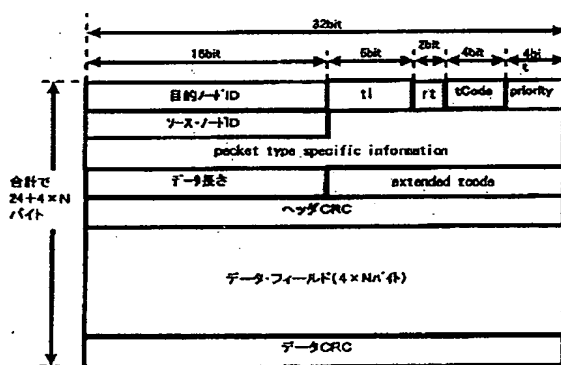 32bit
16bit 6bit 2bit 4bit 4bi
t
目的ノードID tl rt tCode priority
ソース・ノードID
packet type specific information
データ長さ extended tcode
ヘッダCRC
合計で
24+4×N
バイト
データ・フィールド(4×Nバイト)
データCRC